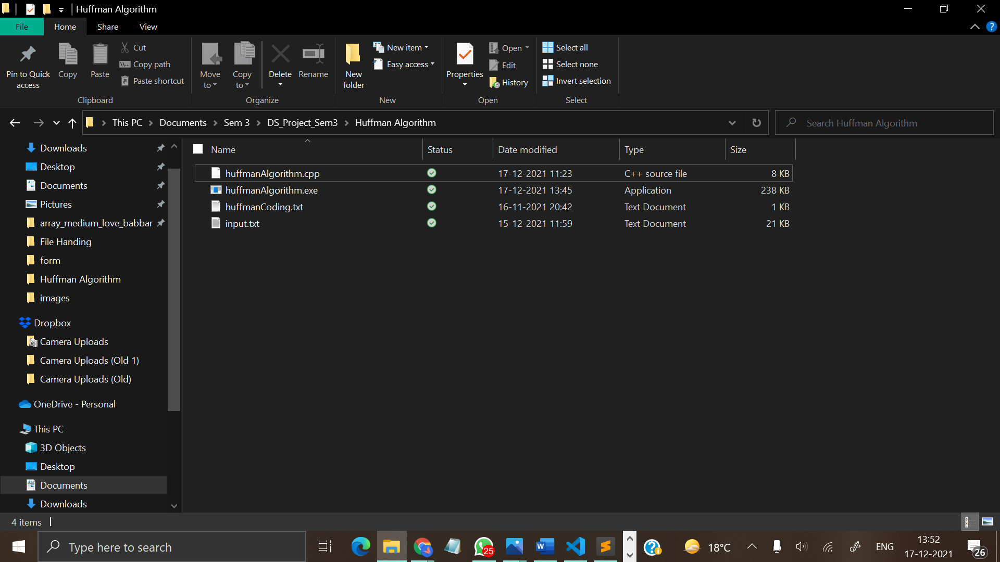 Huffman Algorithm
File Home Share View
Pin to Quick access
Copy
Paste
Cut
Copy path
Paste shortcut
Clipboard
Move to
Copy to
Delete
Rename
Organize
New folder
New item
Easy access
New
Properties
Open
Edit
History
Open
Select all
Select none
Invert selection
Select
This PC Documents Sem 3 DS_Project_Sem3 Huffman Algorithm
Search Huffman Algorithm
Downloads
Desktop
Documents
Pictures
array_medium_love_babbar
File Handing
form
Huffman Algorithm
images
Dropbox
Camera Uploads
Camera Uploads (Old 1)
Camera Uploads (Old)
OneDrive - Personal
This PC
3D Objects
Desktop
Documents
Downloads
Name Status Date modified Type Size
huffmanAlgorithm.cpp 17-12-2021 11:23 C++ source file 8 KB
huffmanAlgorithm.exe 17-12-2021 13:45 Application 238 KB
huffmanCoding.txt 16-11-2021 20:42 Text Document 1 KB
input.txt 15-12-2021 11:59 Text Document 21 KB
4 items
Type here to search
25
18°C
ENG
13:52
17-12-2021
26